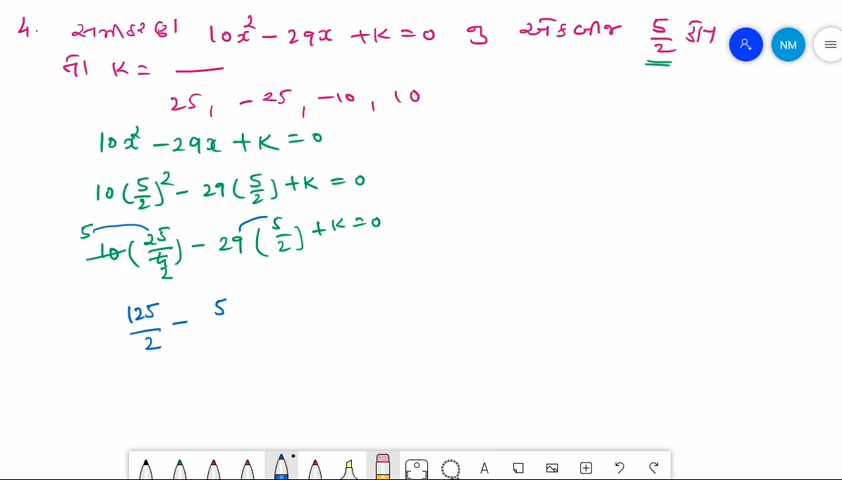 4. સમીકરણ 10x² - 29x + K = 0 નું એક બીજ 5/2 હોય NM
તો K = ___
25, -25, -10, 10
10x² - 29x + K = 0
10(5/2)² - 29(5/2) + K = 0
5 10(25/4 2) - 29(5/2) + K = 0
125/2 - 5
A